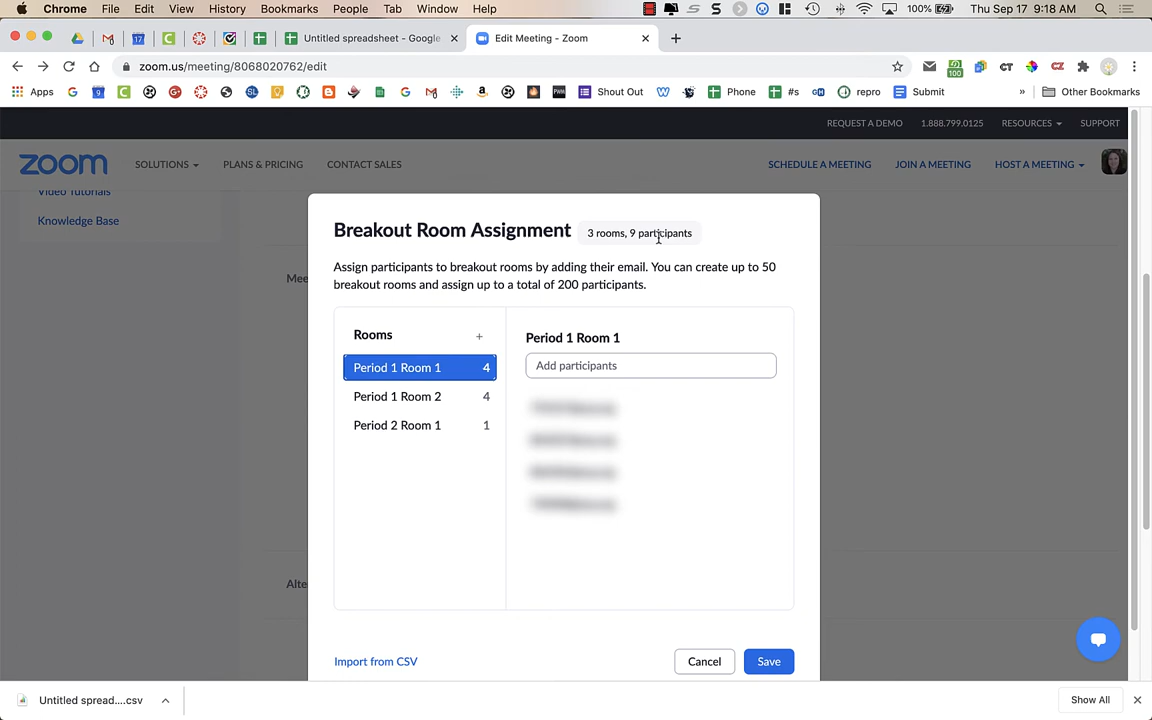 Chrome File Edit View History Bookmarks People Tab Window Help 100% Thu Sep 17 9:18 AM
Untitled spreadsheet - Google Edit Meeting - Zoom
zoom.us/meeting/8068020762/edit
Apps Shout Out Phone #s repro Submit » Other Bookmarks
REQUEST A DEMO 1.888.799.0125 RESOURCES SUPPORT
zoom SOLUTIONS PLANS & PRICING CONTACT SALES SCHEDULE A MEETING JOIN A MEETING HOST A MEETING
Video Tutorials
Knowledge Base
Breakout Room Assignment 3 rooms, 9 participants
Mee
Assign participants to breakout rooms by adding their email. You can create up to 50
breakout rooms and assign up to a total of 200 participants.
Rooms +
Period 1 Room 1 4
Period 1 Room 2 4
Period 2 Room 1 1
Period 1 Room 1
Add participants
Alte
Import from CSV Cancel Save
Untitled spread....csv Show All